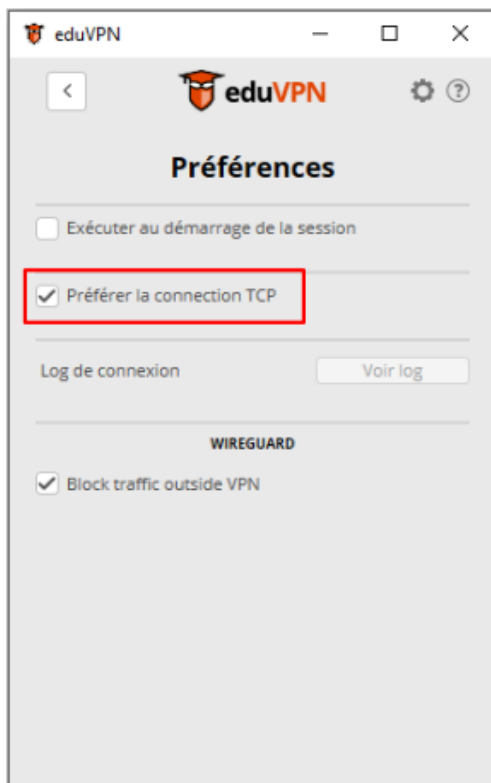 eduVPN
eduVPN
Préférences
Exécuter au démarrage de la session
Préférer la connection TCP
Log de connexion
Voir log
WIREGUARD
Block traffic outside VPN